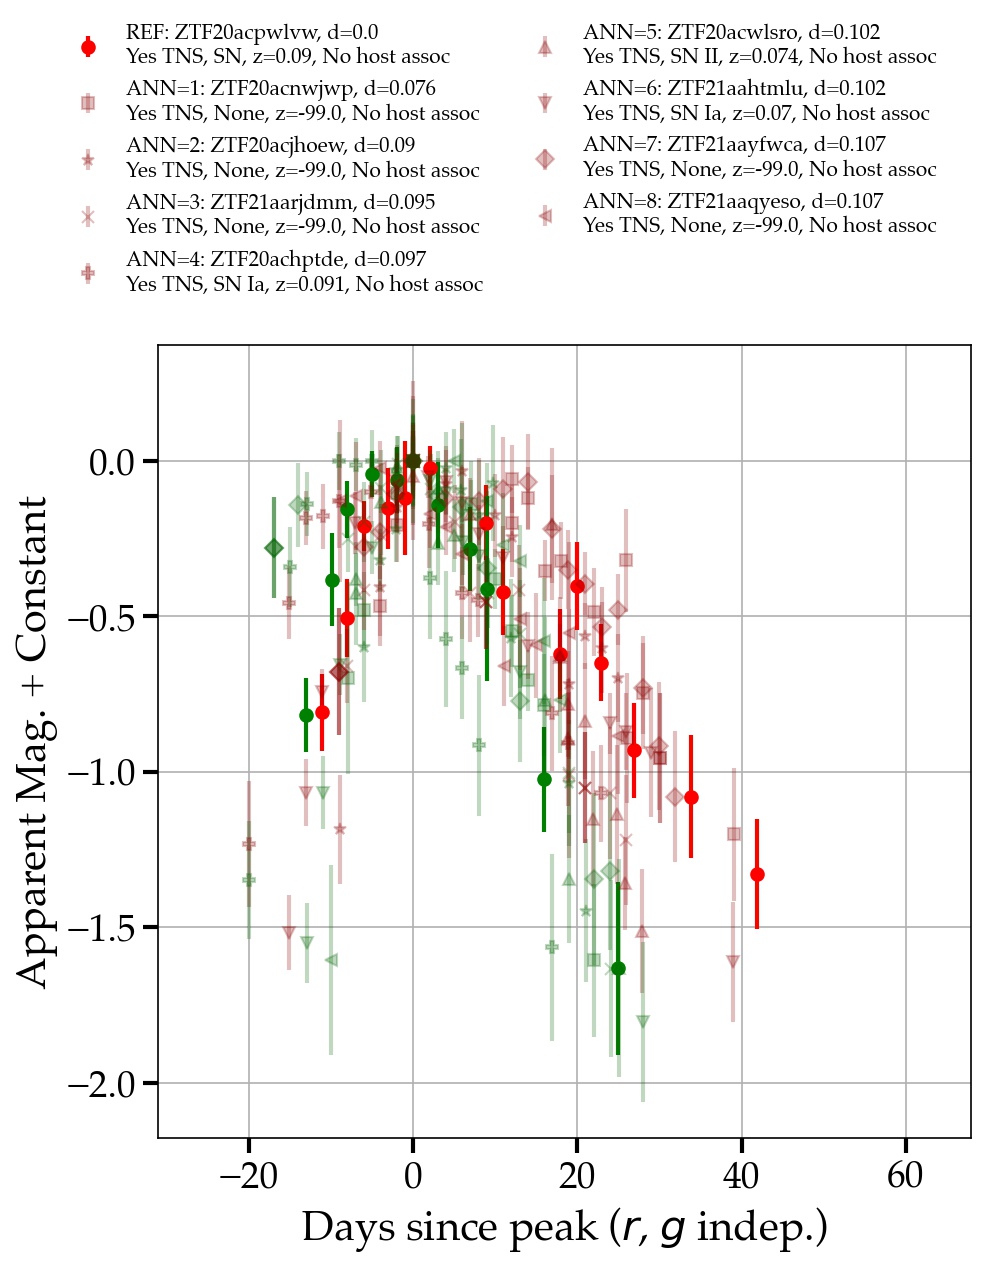 REF: ZTF20acpwlvw, d=0.0
Yes TNS, SN, z=0.09, No host assoc
ANN=1: ZTF20acnwjwp, d=0.076
Yes TNS, None, z=-99.0, No host assoc
ANN=2: ZTF20acjhoew, d=0.09
Yes TNS, None, z=-99.0, No host assoc
ANN=3: ZTF21aarjdmm, d=0.095
Yes TNS, None, z=-99.0, No host assoc
ANN=4: ZTF20achptde, d=0.097
Yes TNS, SN Ia, z=0.091, No host assoc
ANN=5: ZTF20acwlsro, d=0.102
Yes TNS, SN II, z=0.074, No host assoc
ANN=6: ZTF21aahtmlu, d=0.102
Yes TNS, SN Ia, z=0.07, No host assoc
ANN=7: ZTF21aayfwca, d=0.107
Yes TNS, None, z=-99.0, No host assoc
ANN=8: ZTF21aaqyeso, d=0.107
Yes TNS, None, z=-99.0, No host assoc
Apparent Mag. + Constant
0.0
−0.5
−1.0
−1.5
−2.0
−20 0 20 40 60
Days since peak (r, g indep.)